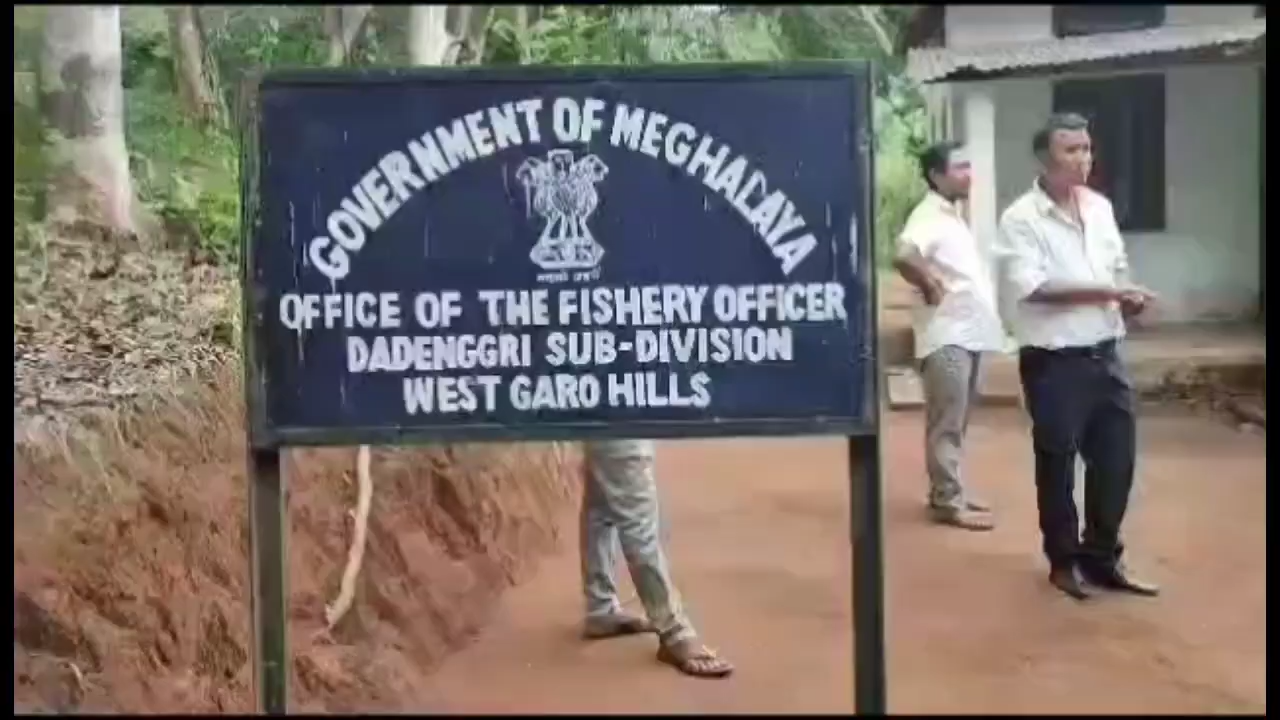 GOVERNMENT OF MEGHALAYA
OFFICE OF THE FISHERY OFFICER
DADENGGRI SUB-DIVISION
WEST GARO HILLS